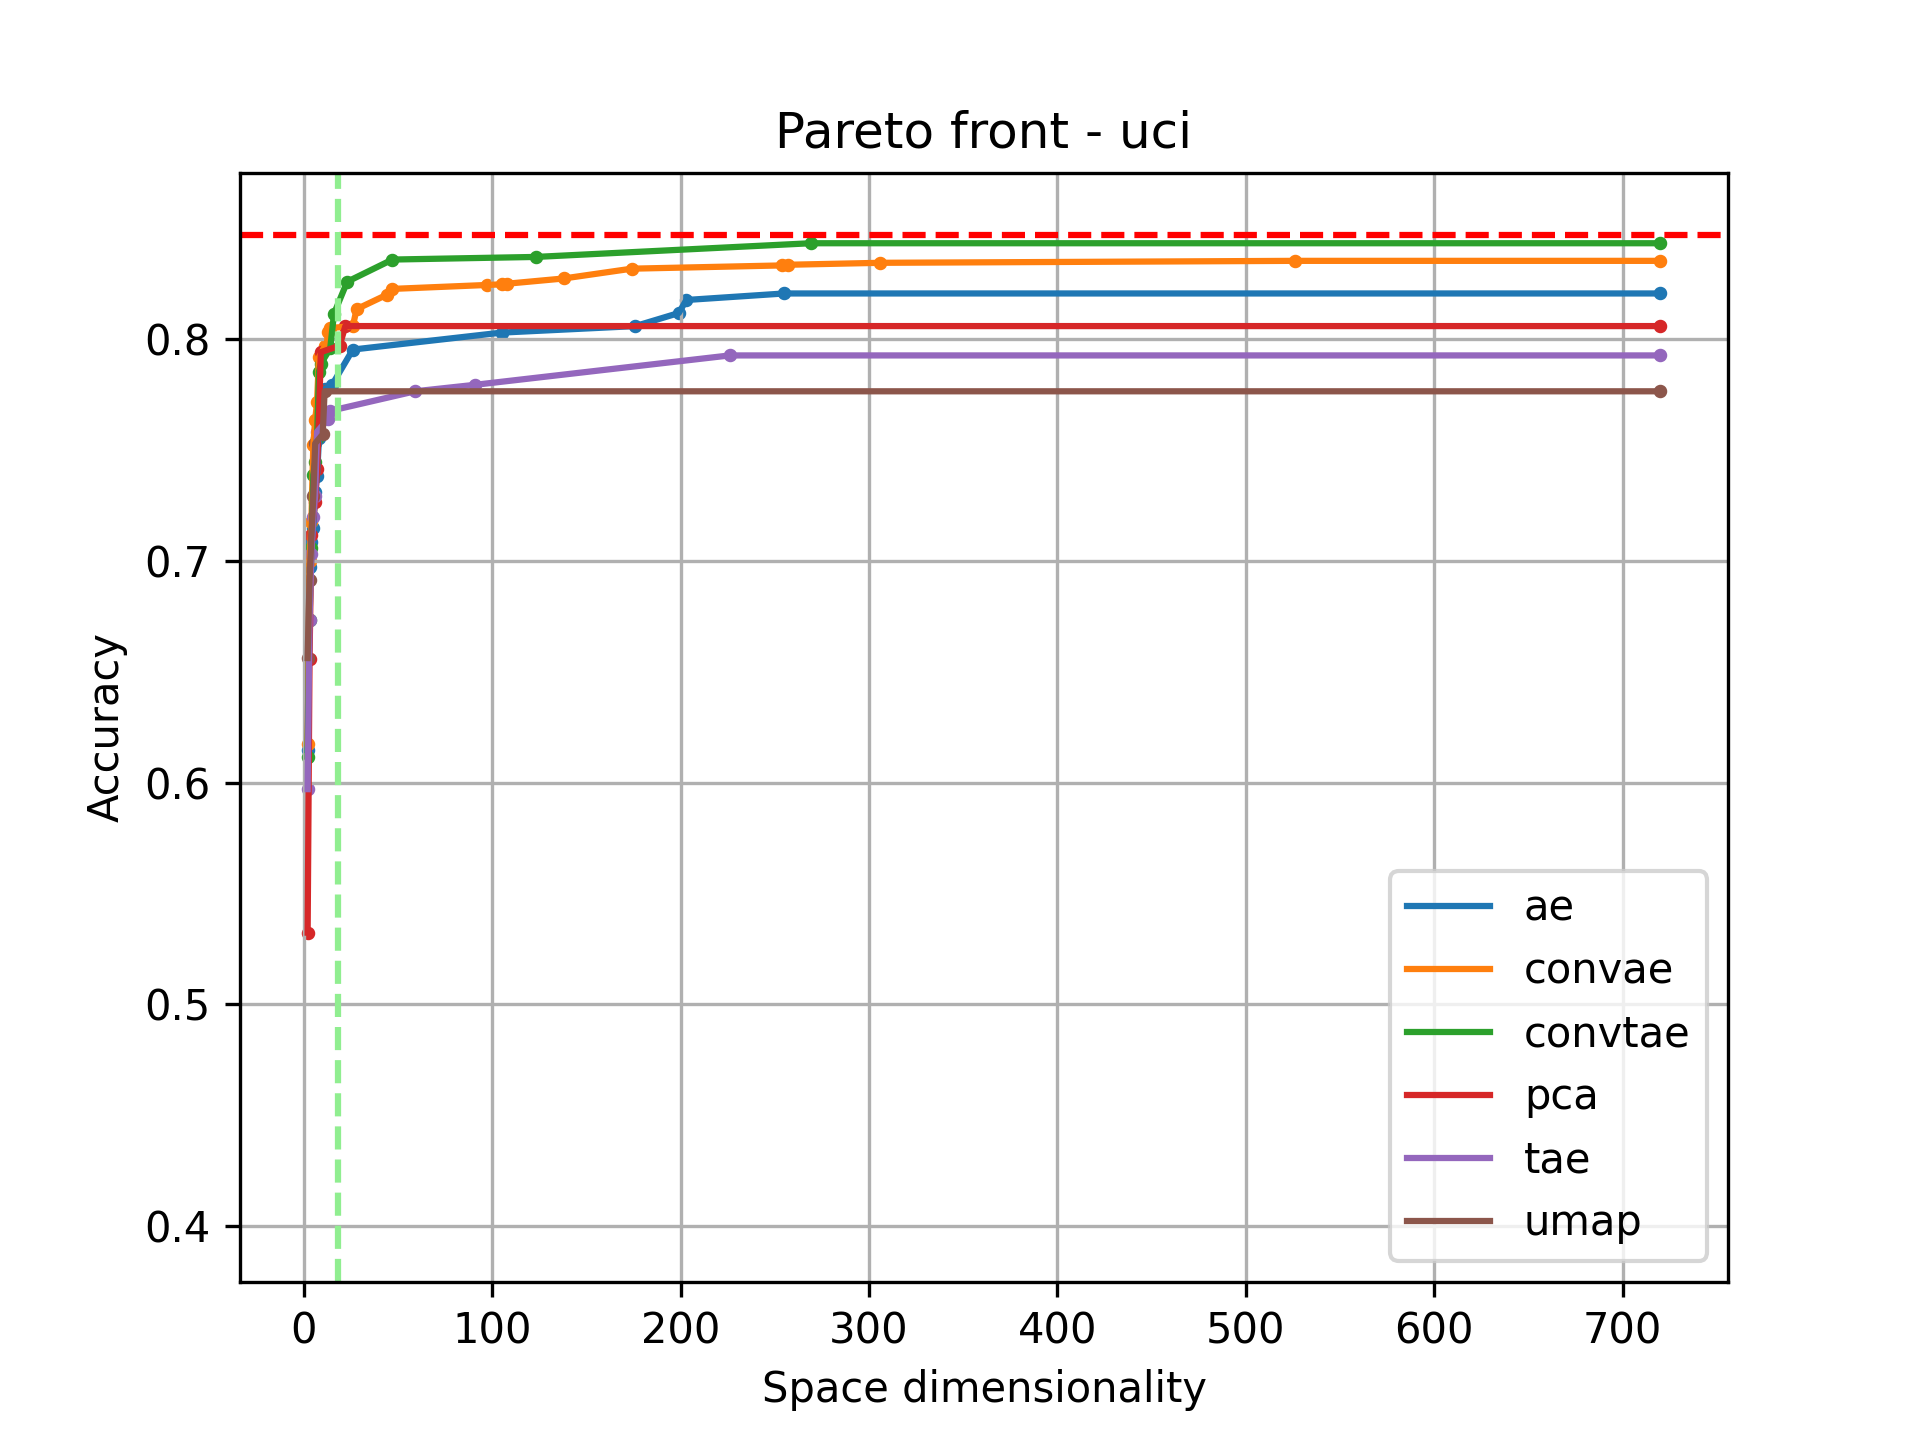 Pareto front - uci
Accuracy
0.8
0.7
0.6
0.5
0.4
ae
convae
convtae
pca
tae
umap
0 100 200 300 400 500 600 700
Space dimensionality